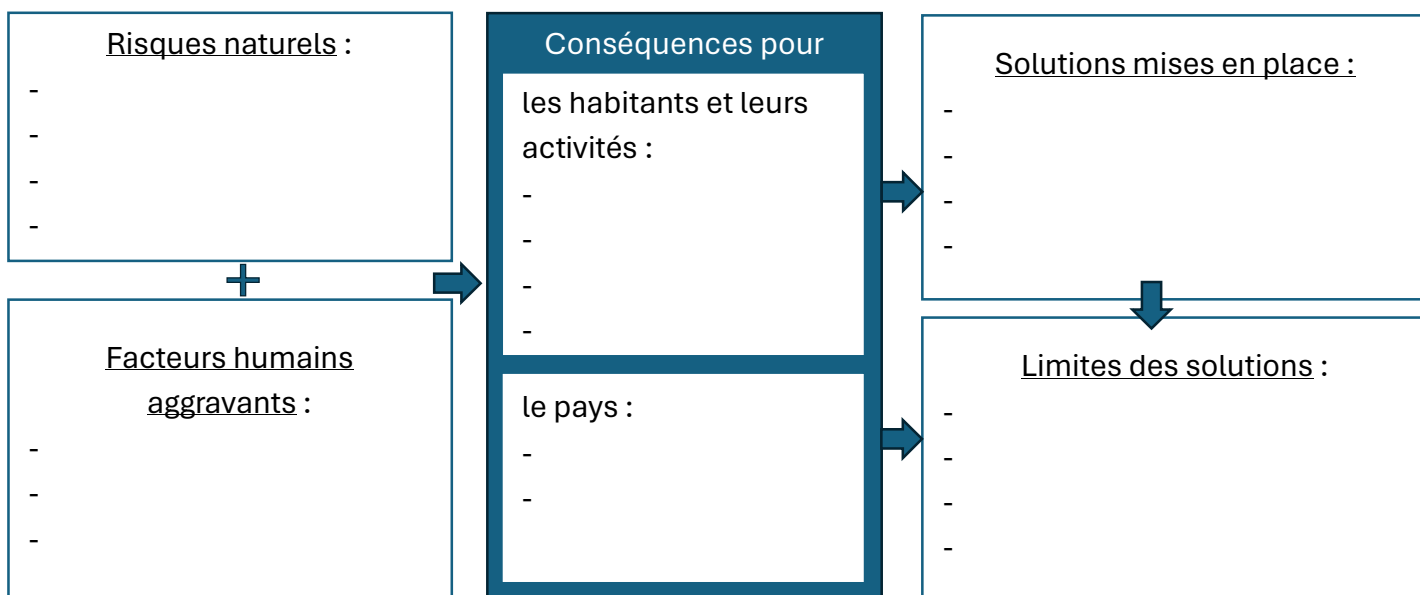 Risques naturels :
-
-
-
-
+
Facteurs humains
aggravants :
-
-
-
Conséquences pour
les habitants et leurs
activités :
-
-
-
-
le pays :
-
-
Solutions mises en place :
-
-
-
-
Limites des solutions :
-
-
-
-